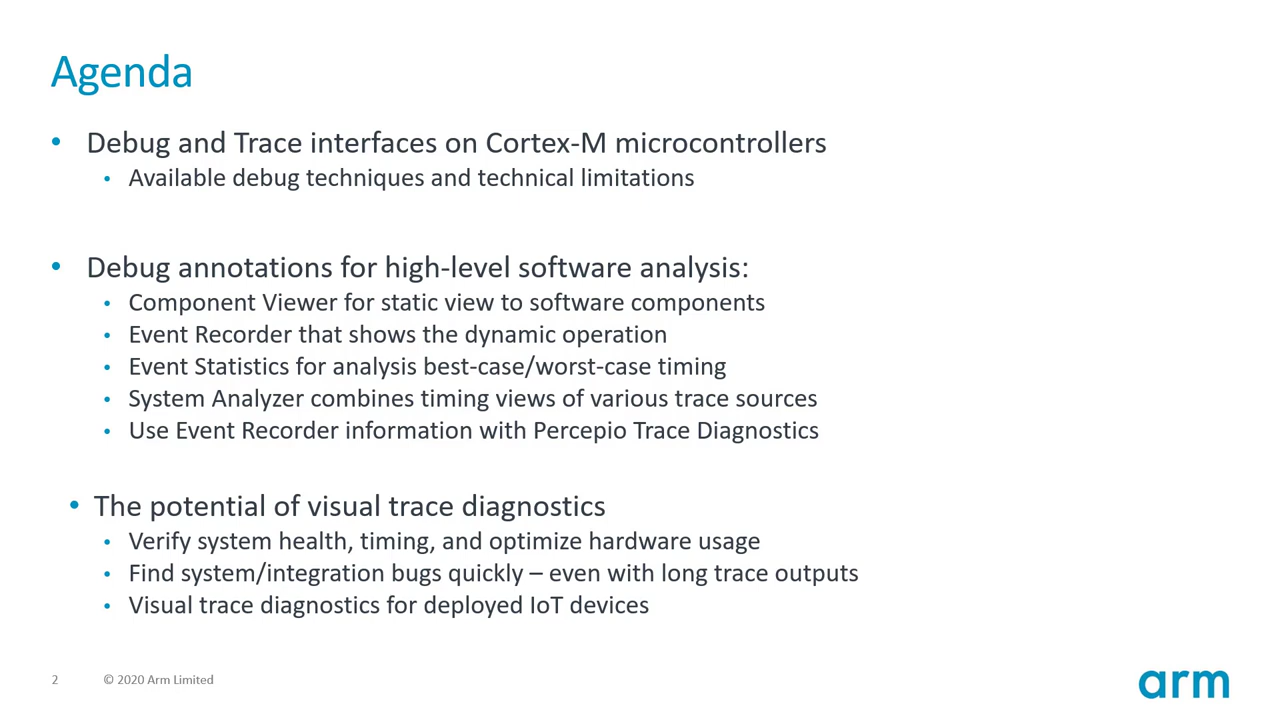 Agenda
• Debug and Trace interfaces on Cortex-M microcontrollers
• Available debug techniques and technical limitations
• Debug annotations for high-level software analysis:
• Component Viewer for static view to software components
• Event Recorder that shows the dynamic operation
• Event Statistics for analysis best-case/worst-case timing
• System Analyzer combines timing views of various trace sources
• Use Event Recorder information with Percepio Trace Diagnostics
• The potential of visual trace diagnostics
• Verify system health, timing, and optimize hardware usage
• Find system/integration bugs quickly – even with long trace outputs
• Visual trace diagnostics for deployed IoT devices
2 © 2020 Arm Limited
arm